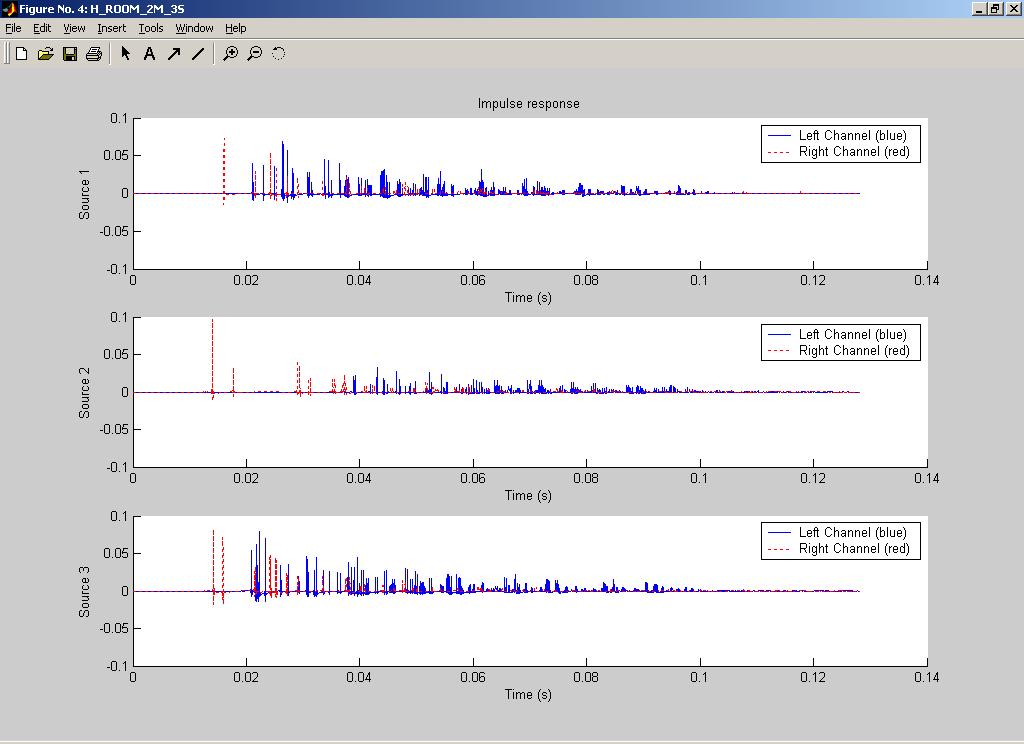 Figure No. 4: H_ROOM_2M_3S
File Edit View Insert Tools Window Help
A
Impulse response
0.1
0.05
0
-0.05
-0.1
Source 1
Left Channel (blue)
Right Channel (red)
0 0.02 0.04 0.06 0.08 0.1 0.12 0.14
Time (s)
0.1
0.05
0
-0.05
-0.1
Source 2
Left Channel (blue)
Right Channel (red)
0 0.02 0.04 0.06 0.08 0.1 0.12 0.14
Time (s)
0.1
0.05
0
-0.05
-0.1
Source 3
Left Channel (blue)
Right Channel (red)
0 0.02 0.04 0.06 0.08 0.1 0.12 0.14
Time (s)